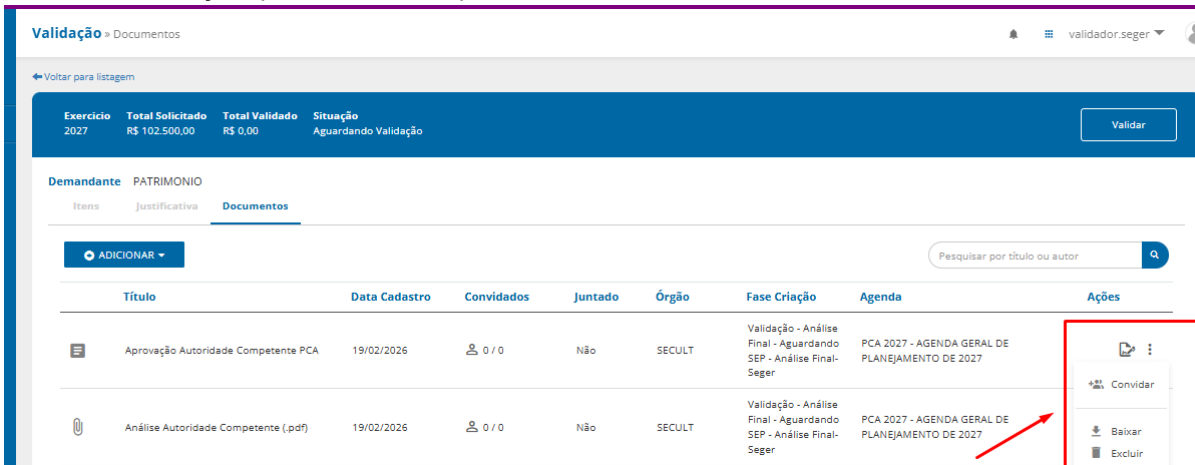 Validação » Documentos
validador.seger
Voltar para listagem
Exercicio Total Solicitado Total Validado Situação
2027 R$ 102.500,00 R$ 0,00 Aguardando Validação
Validar
Demandante PATRIMONIO
Itens Justificativa Documentos
ADICIONAR
Pesquisar por título ou autor
Título Data Cadastro Convidados Juntado Órgão Fase Criação Agenda Ações
Aprovação Autoridade Competente PCA 19/02/2026 0 / 0 Não SECULT
Validação - Análise
Final - Aguardando
SEP - Análise Final-
Seger
PCA 2027 - AGENDA GERAL DE
PLANEJAMENTO DE 2027
Convidar
Análise Autoridade Competente (.pdf) 19/02/2026 0 / 0 Não SECULT
Validação - Análise
Final - Aguardando
SEP - Análise Final-
Seger
PCA 2027 - AGENDA GERAL DE
PLANEJAMENTO DE 2027
Baixar
Excluir